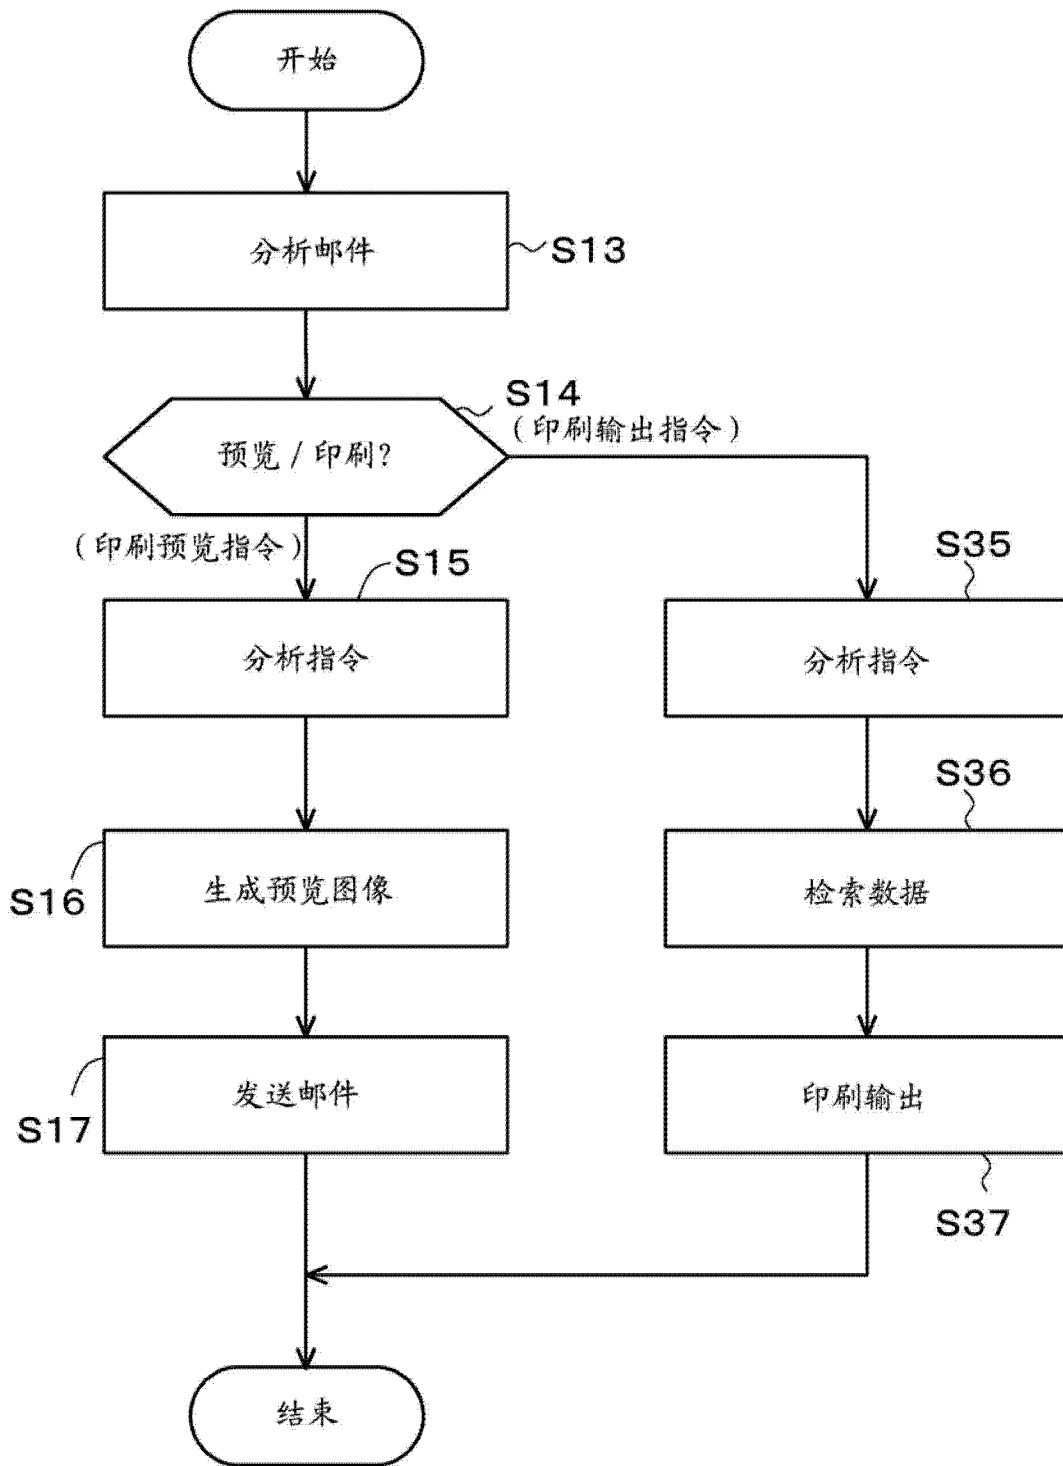 开始
分析邮件
S13
S14
预览／印刷?
(印刷输出指令)
(印刷预览指令)
S15
S35
分析指令
分析指令
S36
S16
生成预览图像
检索数据
S17
发送邮件
印刷输出
S37
结束